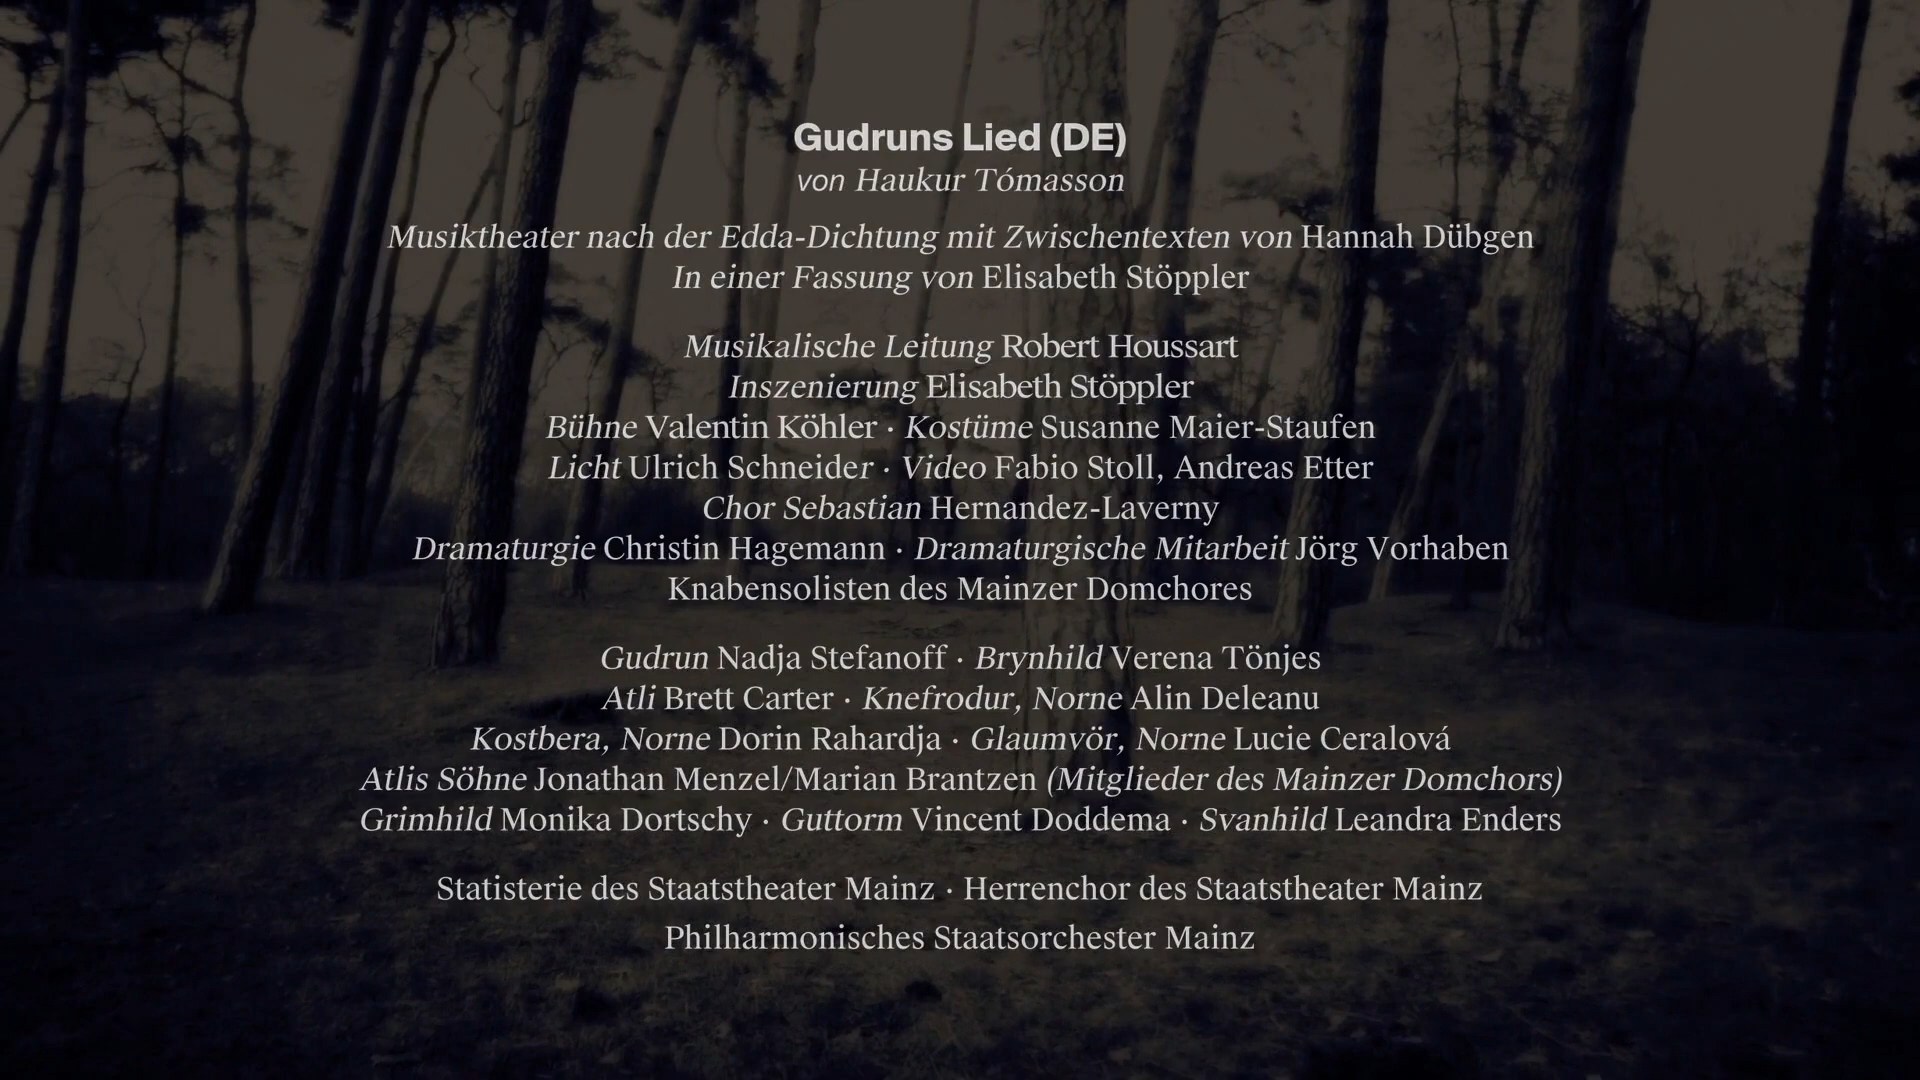 Gudruns Lied (DE)
von Haukur Tómasson
Musiktheater nach der Edda-Dichtung mit Zwischentexten von Hannah Dübgen
In einer Fassung von Elisabeth Stöppler
Musikalische Leitung Robert Houssart
Inszenierung Elisabeth Stöppler
Bühne Valentin Köhler · Kostüme Susanne Maier-Staufen
Licht Ulrich Schneider · Video Fabio Stoll, Andreas Etter
Chor Sebastian Hernandez-Laverny
Dramaturgie Christin Hagemann · Dramaturgische Mitarbeit Jörg Vorhaben
Knabensolisten des Mainzer Domchores
Gudrun Nadja Stefanoff · Brynhild Verena Tönjes
Atli Brett Carter · Knefrodur, Norne Alin Deleanu
Kostbera, Norne Dorin Rahardja · Glaumvör, Norne Lucie Ceralová
Atlis Söhne Jonathan Menzel/Marian Brantzen (Mitglieder des Mainzer Domchors)
Grimhild Monika Dortschy · Guttorm Vincent Doddema · Svanhild Leandra Enders
Statisterie des Staatstheater Mainz · Herrenchor des Staatstheater Mainz
Philharmonisches Staatsorchester Mainz